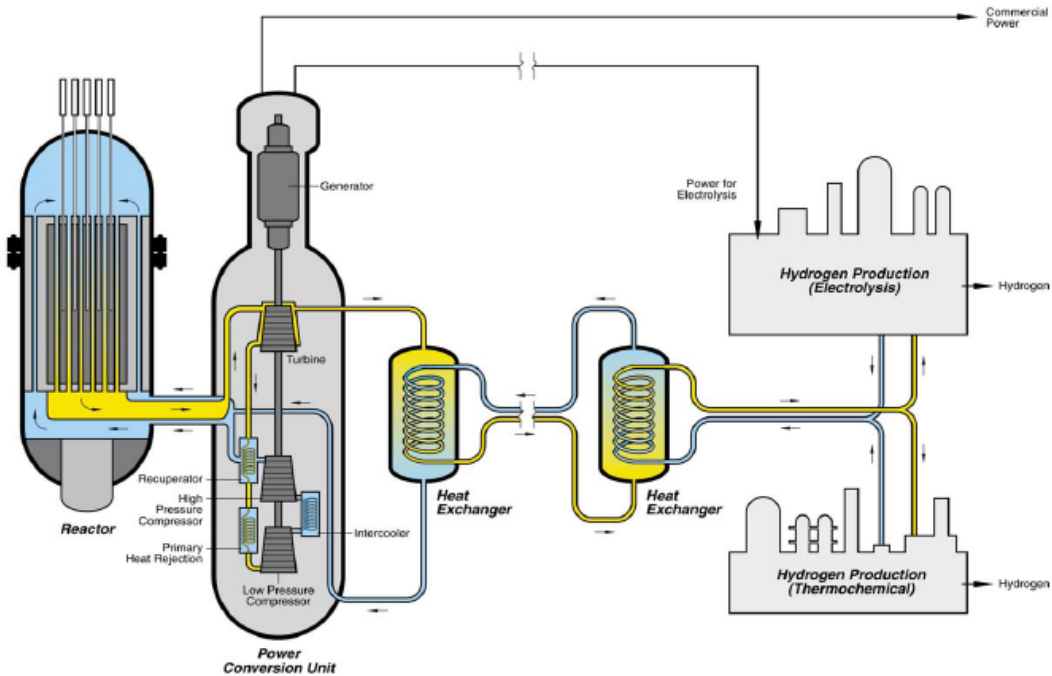 Commercial
Power
Generator
Power for
Electrolysis
Hydrogen Production
(Electrolysis)
Hydrogen
Turbine
Recuperator
High
Pressure
Compressor
Primary
Heat Rejection
Intercooler
Low Pressure
Compressor
Reactor
Power
Conversion Unit
Heat
Exchanger
Heat
Exchanger
Hydrogen Production
(Thermochemical)
Hydrogen